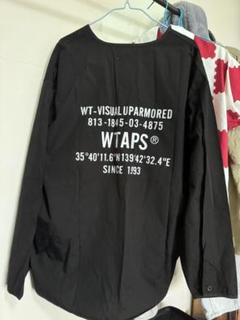 WT-VISUAL UPARMORED
813-1845-03-4875
WTAPS®
35°40'11.6"N 139°42'32.4"E
SINCE 1993